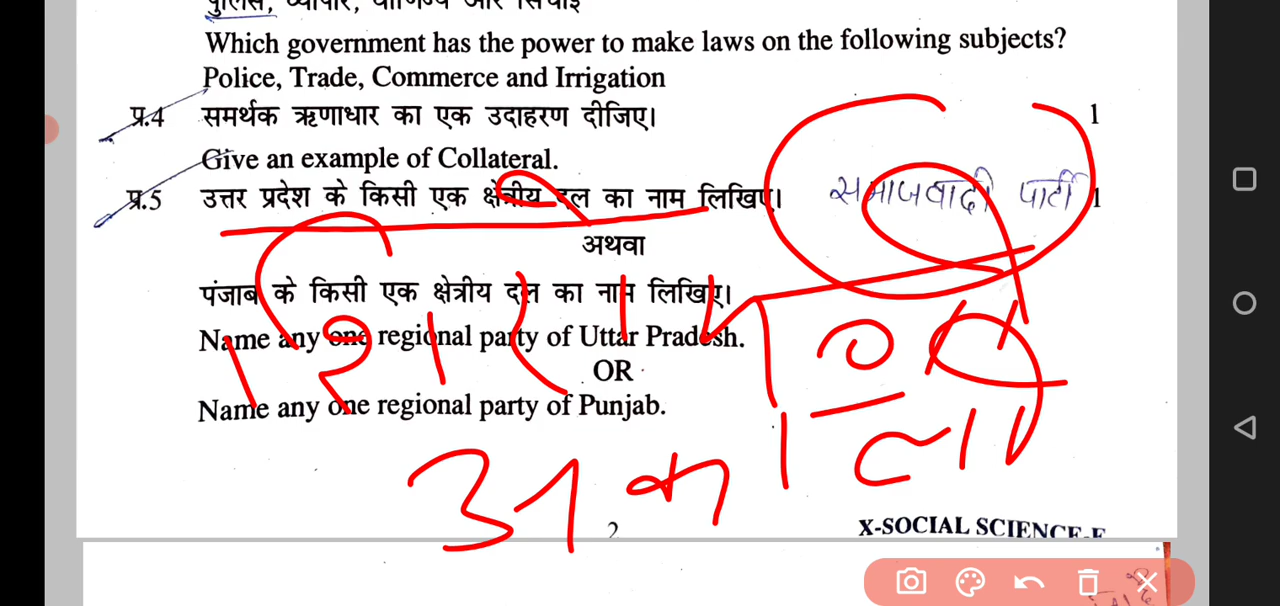 पुलिस, व्यापार, वाणिज्य और सिंचाई
Which government has the power to make laws on the following subjects?
Police, Trade, Commerce and Irrigation
प्र.4 समर्थक ऋणाधार का एक उदाहरण दीजिए। 1
Give an example of Collateral.
प्र.5 उत्तर प्रदेश के किसी एक क्षेत्रीय दल का नाम लिखिए। समाजवादी पार्टी 1
अथवा
पंजाब के किसी एक क्षेत्रीय दल का नाम लिखिए।
Name any one regional party of Uttar Pradesh.
OR
Name any one regional party of Punjab.
2 X-SOCIAL SCIENCE-E